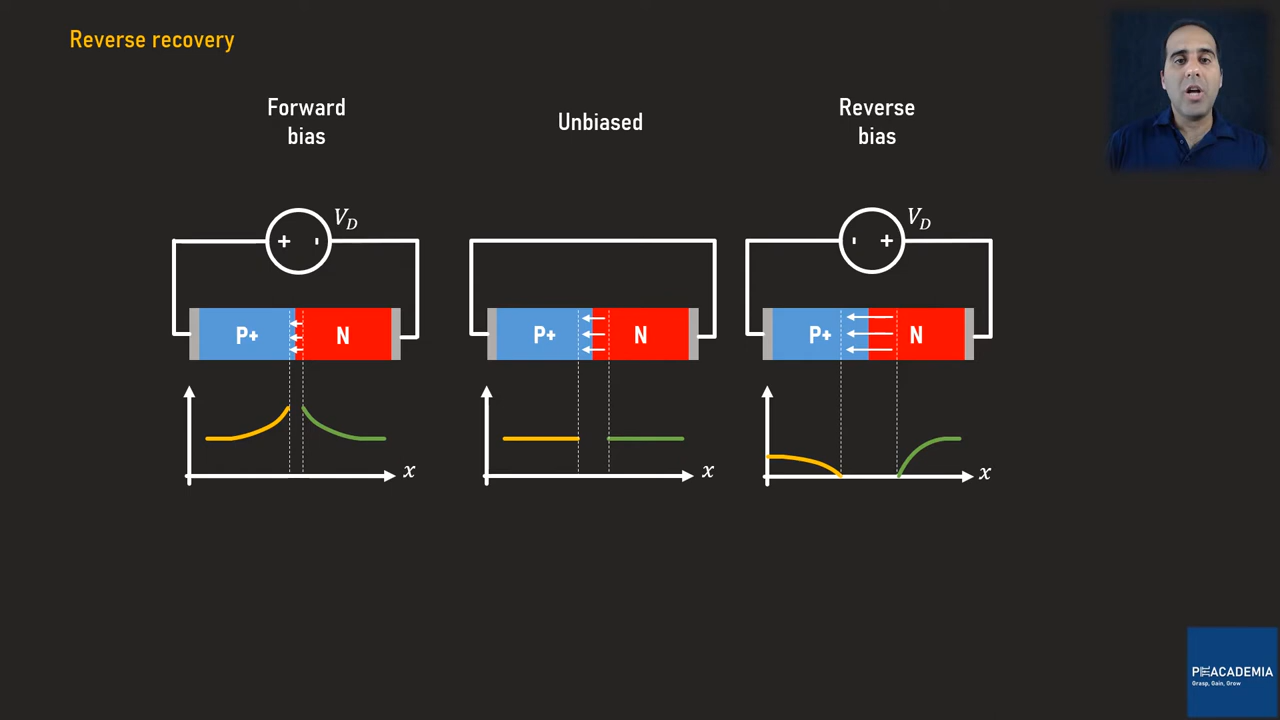 Reverse recovery
Forward
bias
Unbiased
Reverse
bias
+ - V_D
- + V_D
P+ N
P+ N
P+ N
x
x
x
PEACADEMIA
Grasp, Gain, Grow